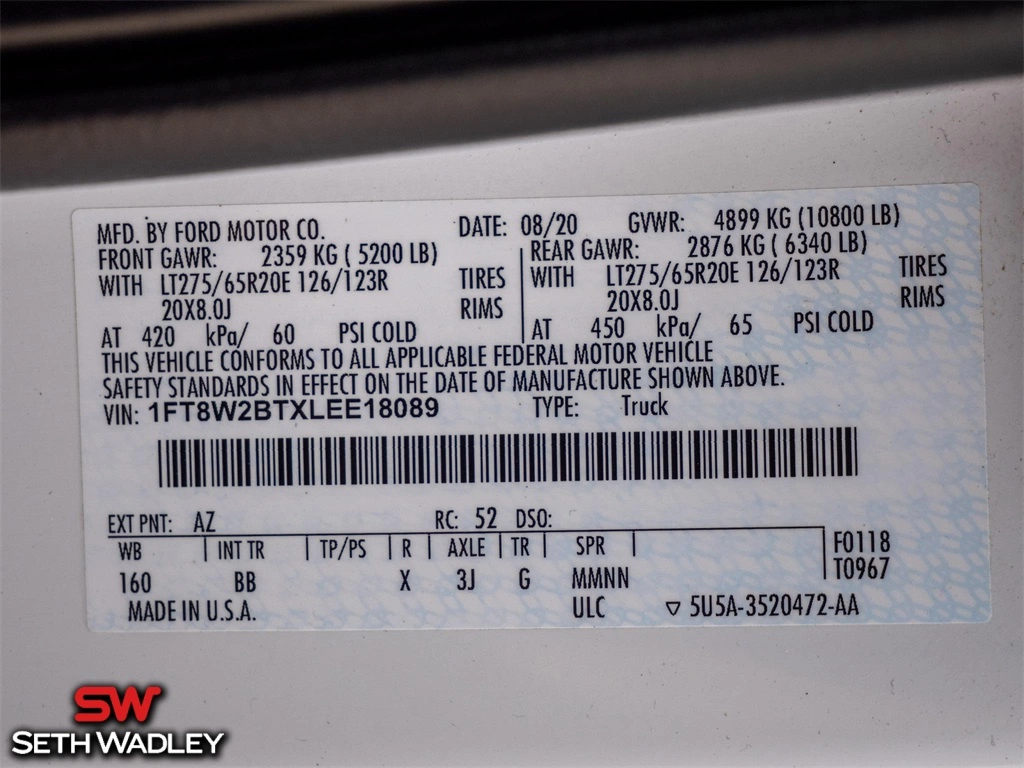 MFD. BY FORD MOTOR CO. DATE: 08/20 GVWR: 4899 KG (10800 LB)
FRONT GAWR: 2359 KG ( 5200 LB) REAR GAWR: 2876 KG ( 6340 LB)
WITH LT275/65R20E 126/123R TIRES WITH LT275/65R20E 126/123R TIRES
20X8.0J RIMS 20X8.0J RIMS
AT 420 kPa/ 60 PSI COLD AT 450 kPa/ 65 PSI COLD
THIS VEHICLE CONFORMS TO ALL APPLICABLE FEDERAL MOTOR VEHICLE
SAFETY STANDARDS IN EFFECT ON THE DATE OF MANUFACTURE SHOWN ABOVE.
VIN: 1FT8W2BTXLEE18089 TYPE: Truck
EXT PNT: AZ RC: 52 DSO:
WB INT TR TP/PS R AXLE TR SPR F0118
160 BB X 3J G MMNN T0967
MADE IN U.S.A. ULC ▽ 5U5A-3520472-AA
SW
SETH WADLEY